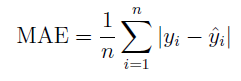 MAE = \frac{1}{n} \sum_{i=1}^{n} |y_i - \hat{y}_i|